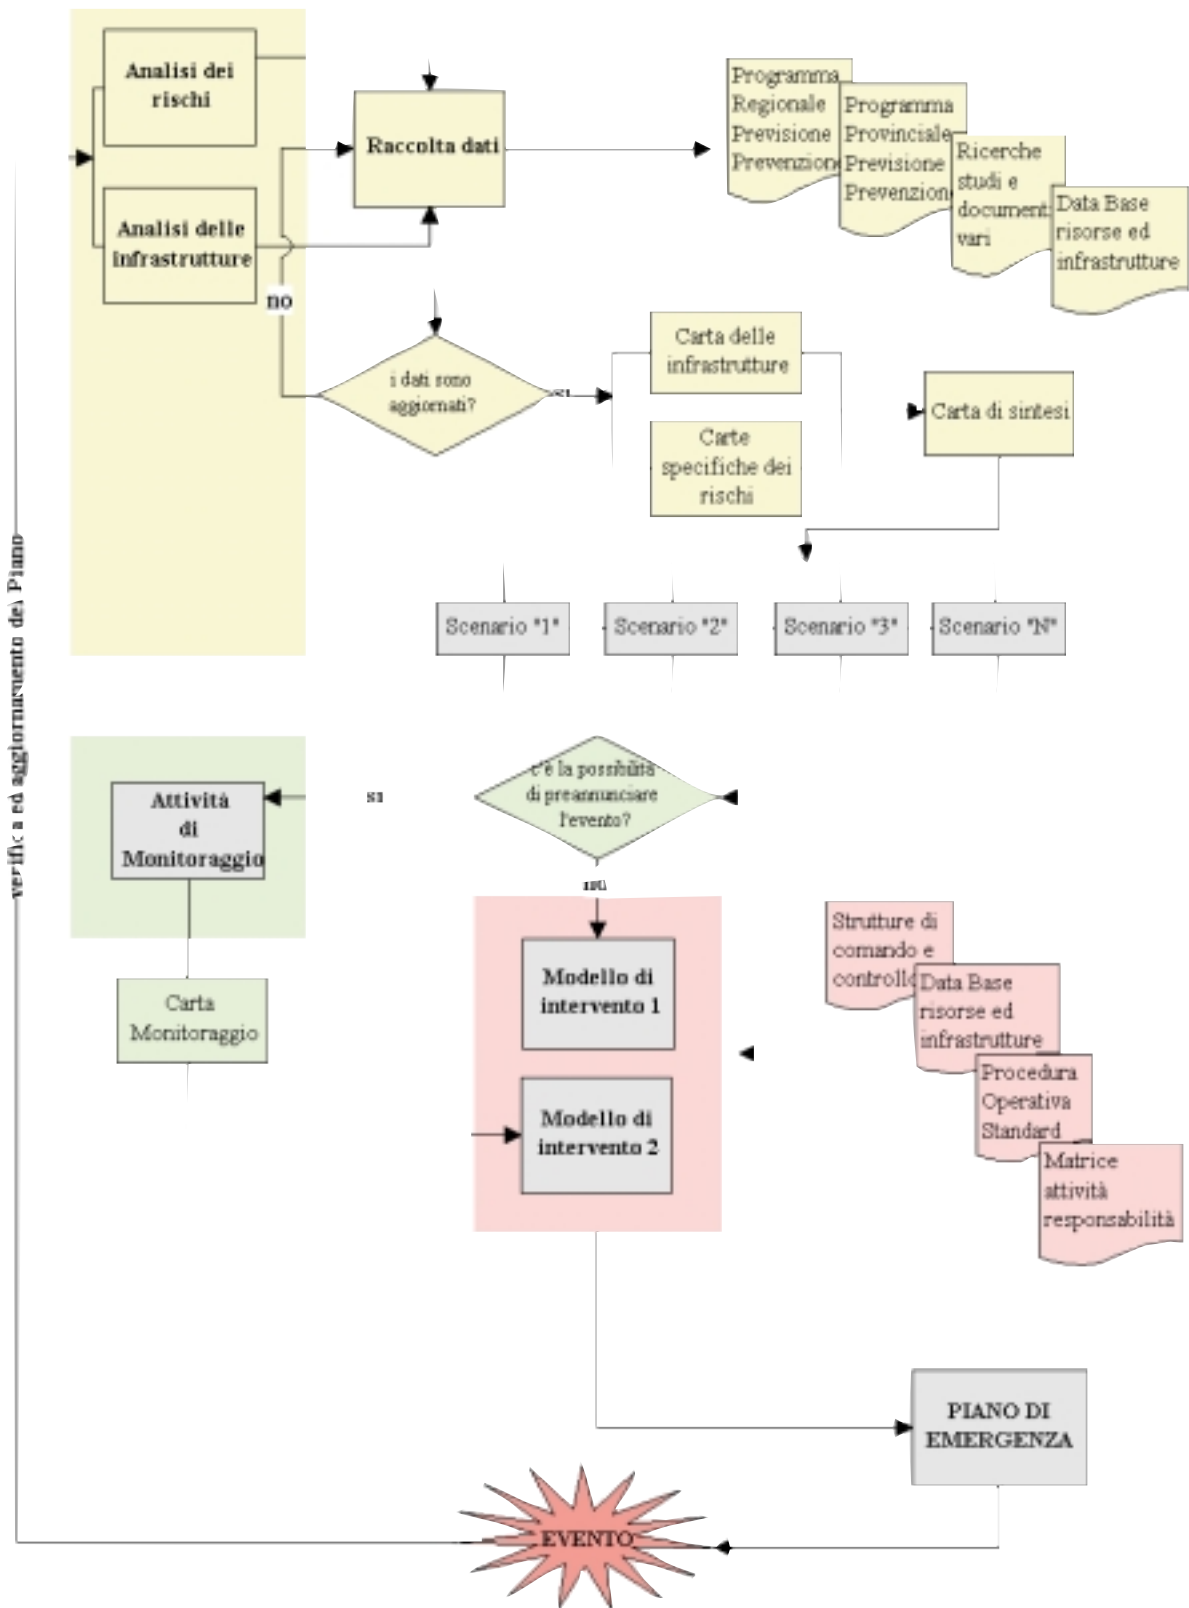 Analisi dei
rischi
Raccolta dati
Analisi delle
infrastrutture
Programma
Regionale
Previsione
Prevenzione
Programma
Provinciale
Previsione
Prevenzion
Ricerche
studi e
document
vari
Data Base
risorse ed
infrastrutture
no
i dati sono
aggiornati?
Carta delle
infrastrutture
Carte
specifiche dei
rischi
Carta di sintesi
verifica ed aggiornamento del Piano
Scenario "1"
Scenario "2"
Scenario "3"
Scenario "N"
Attività
di
Monitoraggio
si
c'è la possibilità
di preannunciare
l'evento?
Carta
Monitoraggio
Modello di
intervento 1
Modello di
intervento 2
Strutture di
comando e
controllo
Data Base
risorse ed
infrastrutture
Procedura
Operativa
Standard
Matrice
attività
responsabilità
PIANO DI
EMERGENZA
EVENTO